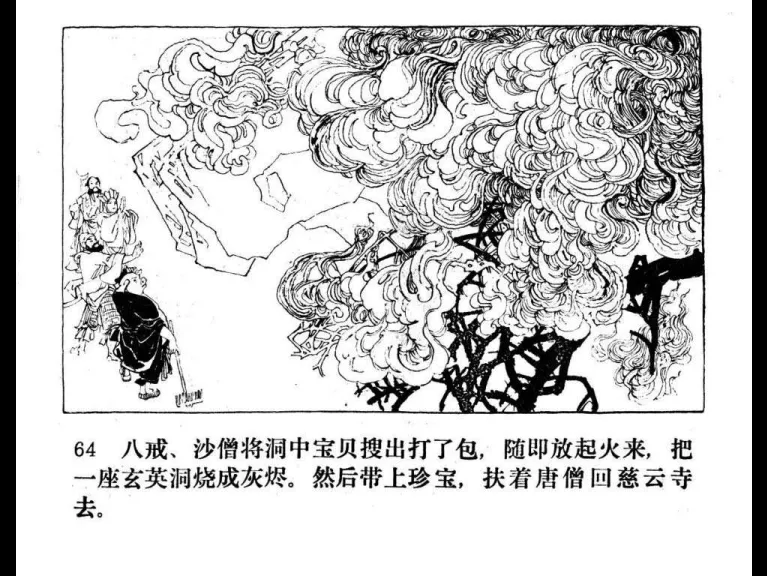 64 八戒、沙僧将洞中宝贝搜出打了包，随即放起火来，把
一座玄英洞烧成灰烬。然后带上珍宝，扶着唐僧回慈云寺
去。